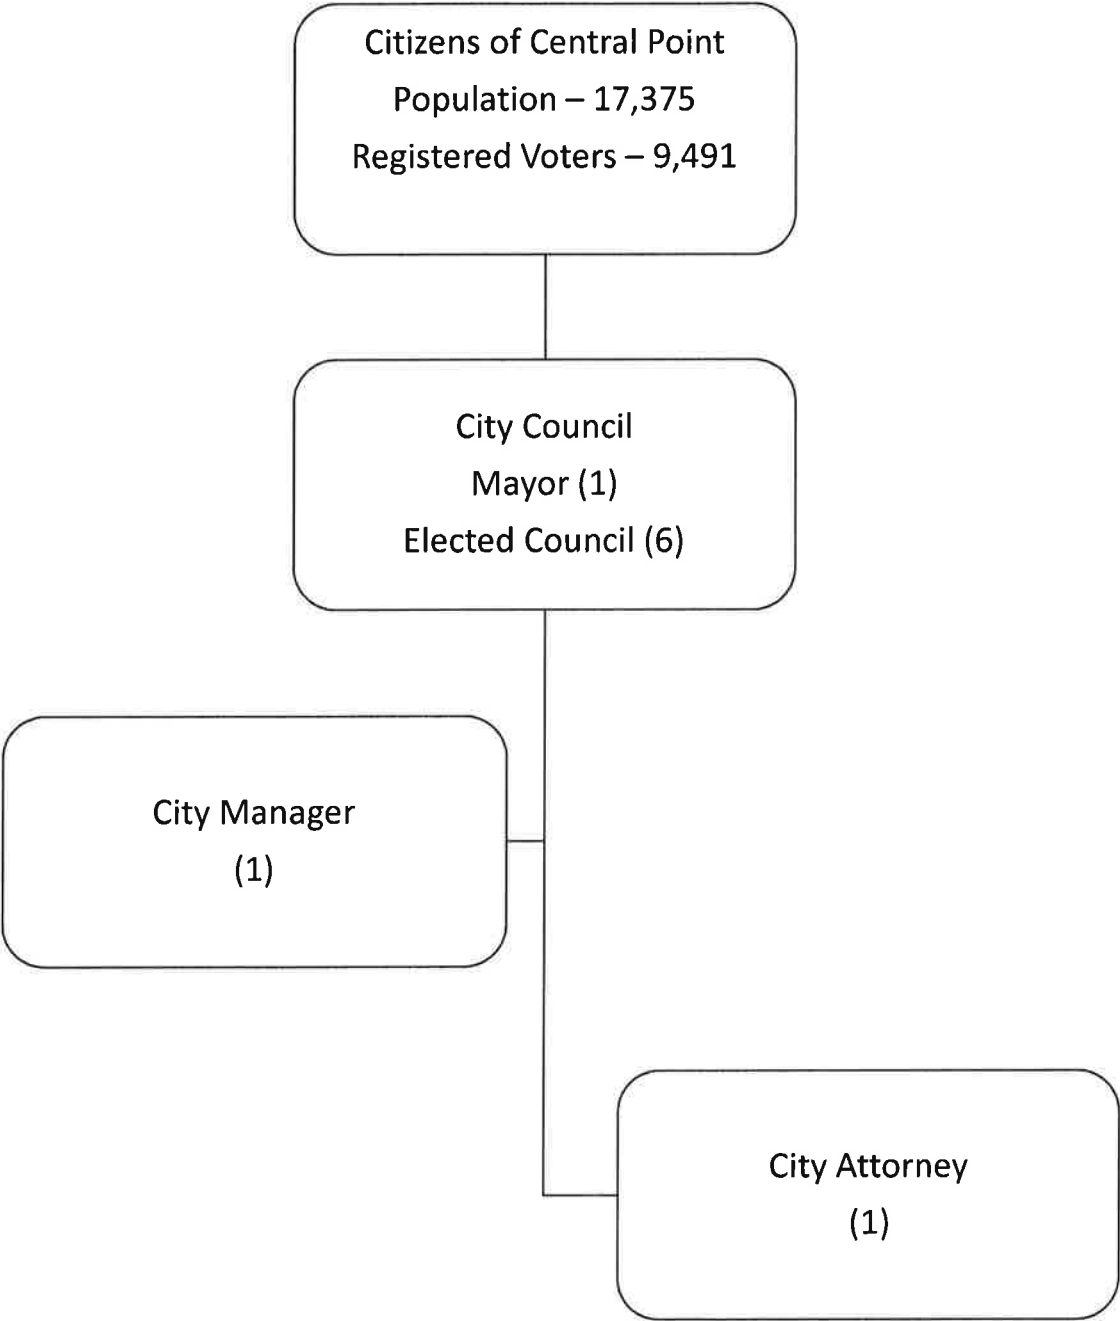 Citizens of Central Point
Population – 17,375
Registered Voters – 9,491
City Council
Mayor (1)
Elected Council (6)
City Manager
(1)
City Attorney
(1)